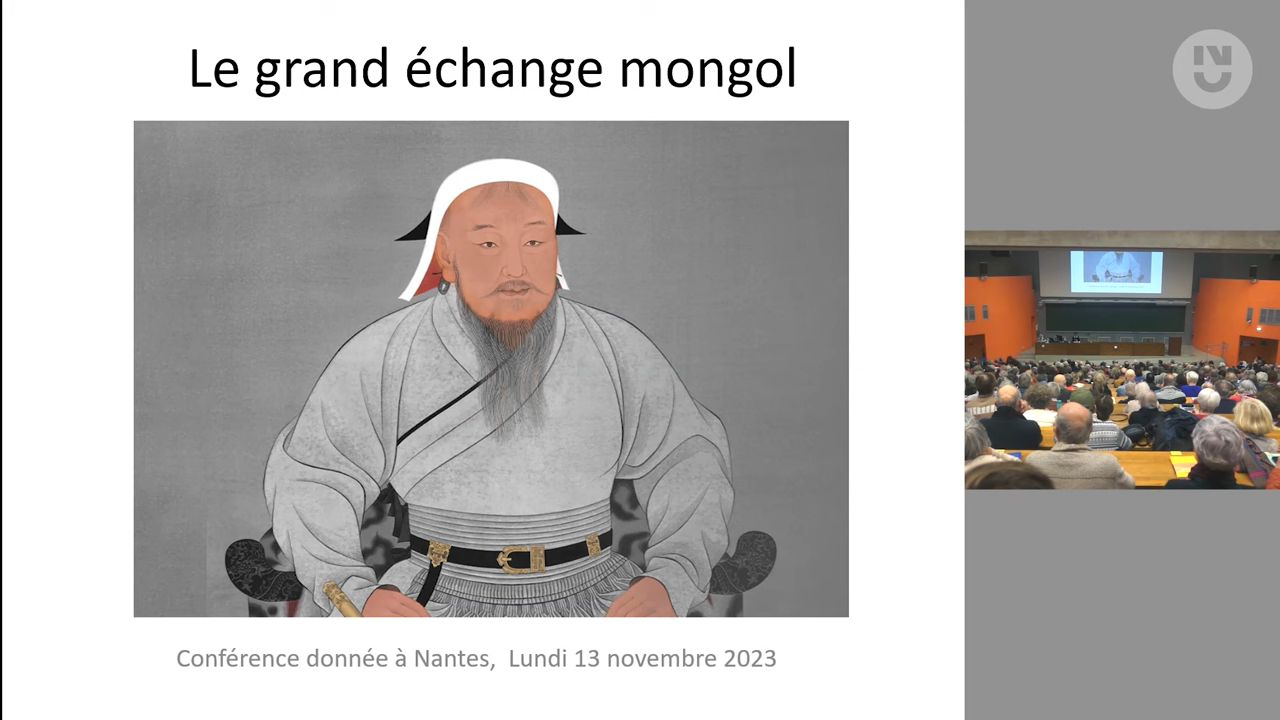 Le grand échange mongol
Conférence donnée à Nantes,  Lundi 13 novembre 2023